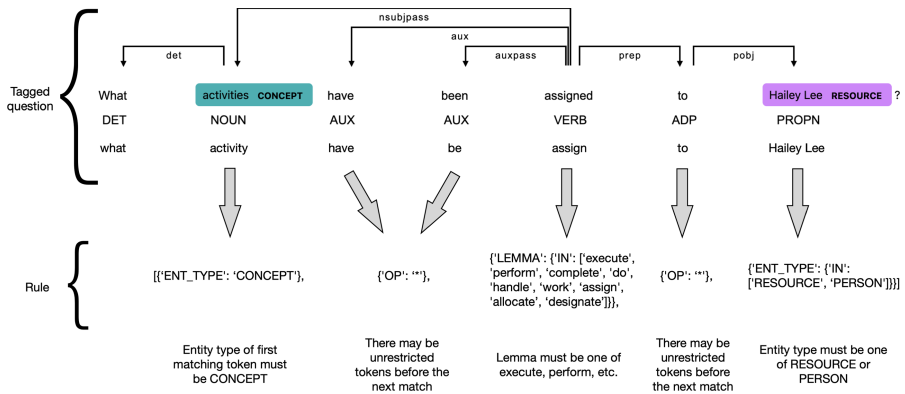 nsubjpass
aux
det
auxpass
prep
pobj
Tagged question
What activities CONCEPT have been assigned to Hailey Lee RESOURCE ?
DET NOUN AUX AUX VERB ADP PROPN
what activity have be assign to Hailey Lee
Rule
[{‘ENT_TYPE’: ‘CONCEPT’},
{‘OP’: ‘*’},
{‘LEMMA’: {‘IN’: [‘execute’,
‘perform’, ‘complete’, ‘do’,
‘handle’, ‘work’, ‘assign’,
‘allocate’, ‘designate’]}},
{‘OP’: ‘*’},
{‘ENT_TYPE’: {‘IN’:
[‘RESOURCE’, ‘PERSON’]}}]
Entity type of first
matching token must
be CONCEPT
There may be
unrestricted
tokens before the
next match
Lemma must be one of
execute, perform, etc.
There may be
unrestricted
tokens before
the next match
Entity type must be one
of RESOURCE or
PERSON